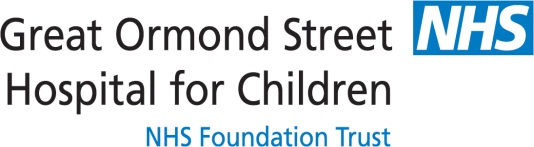 Great Ormond Street NHS
Hospital for Children
NHS Foundation Trust